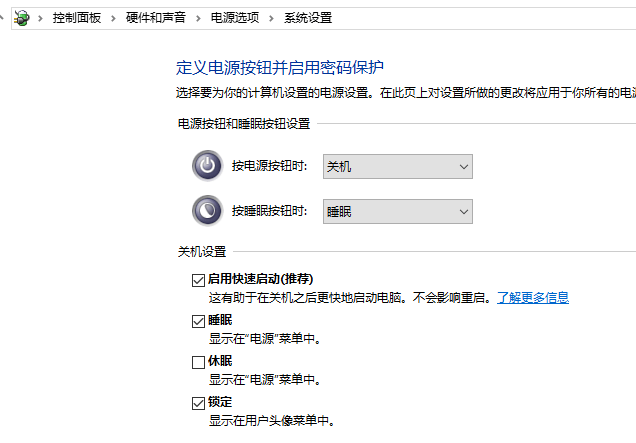 控制面板 > 硬件和声音 > 电源选项 > 系统设置
定义电源按钮并启用密码保护
选择要为你的计算机设置的电源设置。在此页上对设置所做的更改将应用于你所有的电
电源按钮和睡眠按钮设置
按电源按钮时: 关机
按睡眠按钮时: 睡眠
关机设置
启用快速启动(推荐)
这有助于在关机之后更快地启动电脑。不会影响重启。了解更多信息
睡眠
显示在“电源”菜单中。
休眠
显示在“电源”菜单中。
锁定
显示在用户头像菜单中。